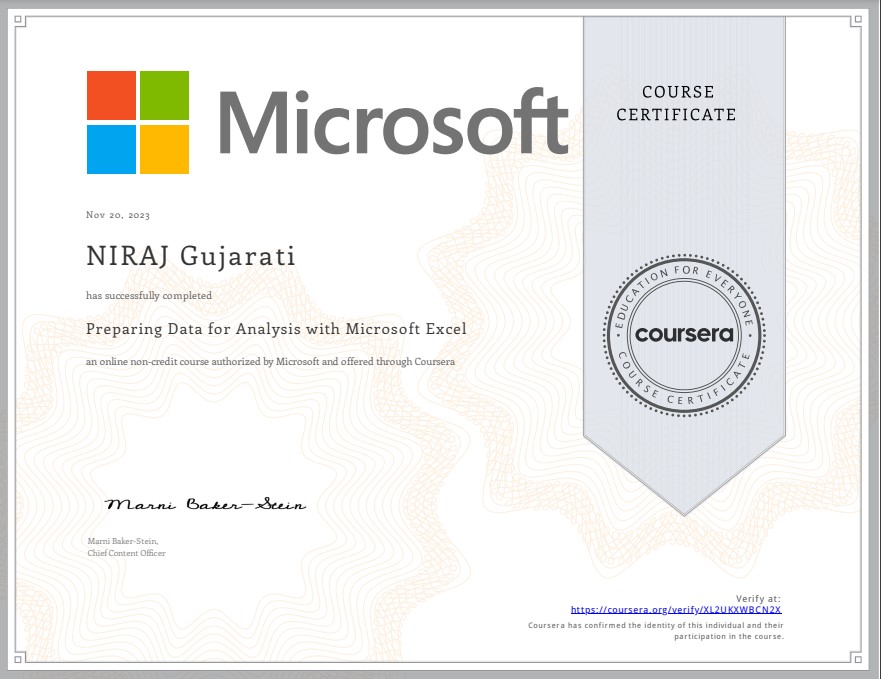 Microsoft
COURSE
CERTIFICATE
Nov 20, 2023
NIRAJ Gujarati
has successfully completed
Preparing Data for Analysis with Microsoft Excel
an online non-credit course authorized by Microsoft and offered through Coursera
EDUCATION FOR EVERYONE
coursera
COURSE CERTIFICATE
Marni Baker-Stein
Marni Baker-Stein,
Chief Content Officer
Verify at:
https://coursera.org/verify/XL2UKXWBCN2X
Coursera has confirmed the identity of this individual and their
participation in the course.